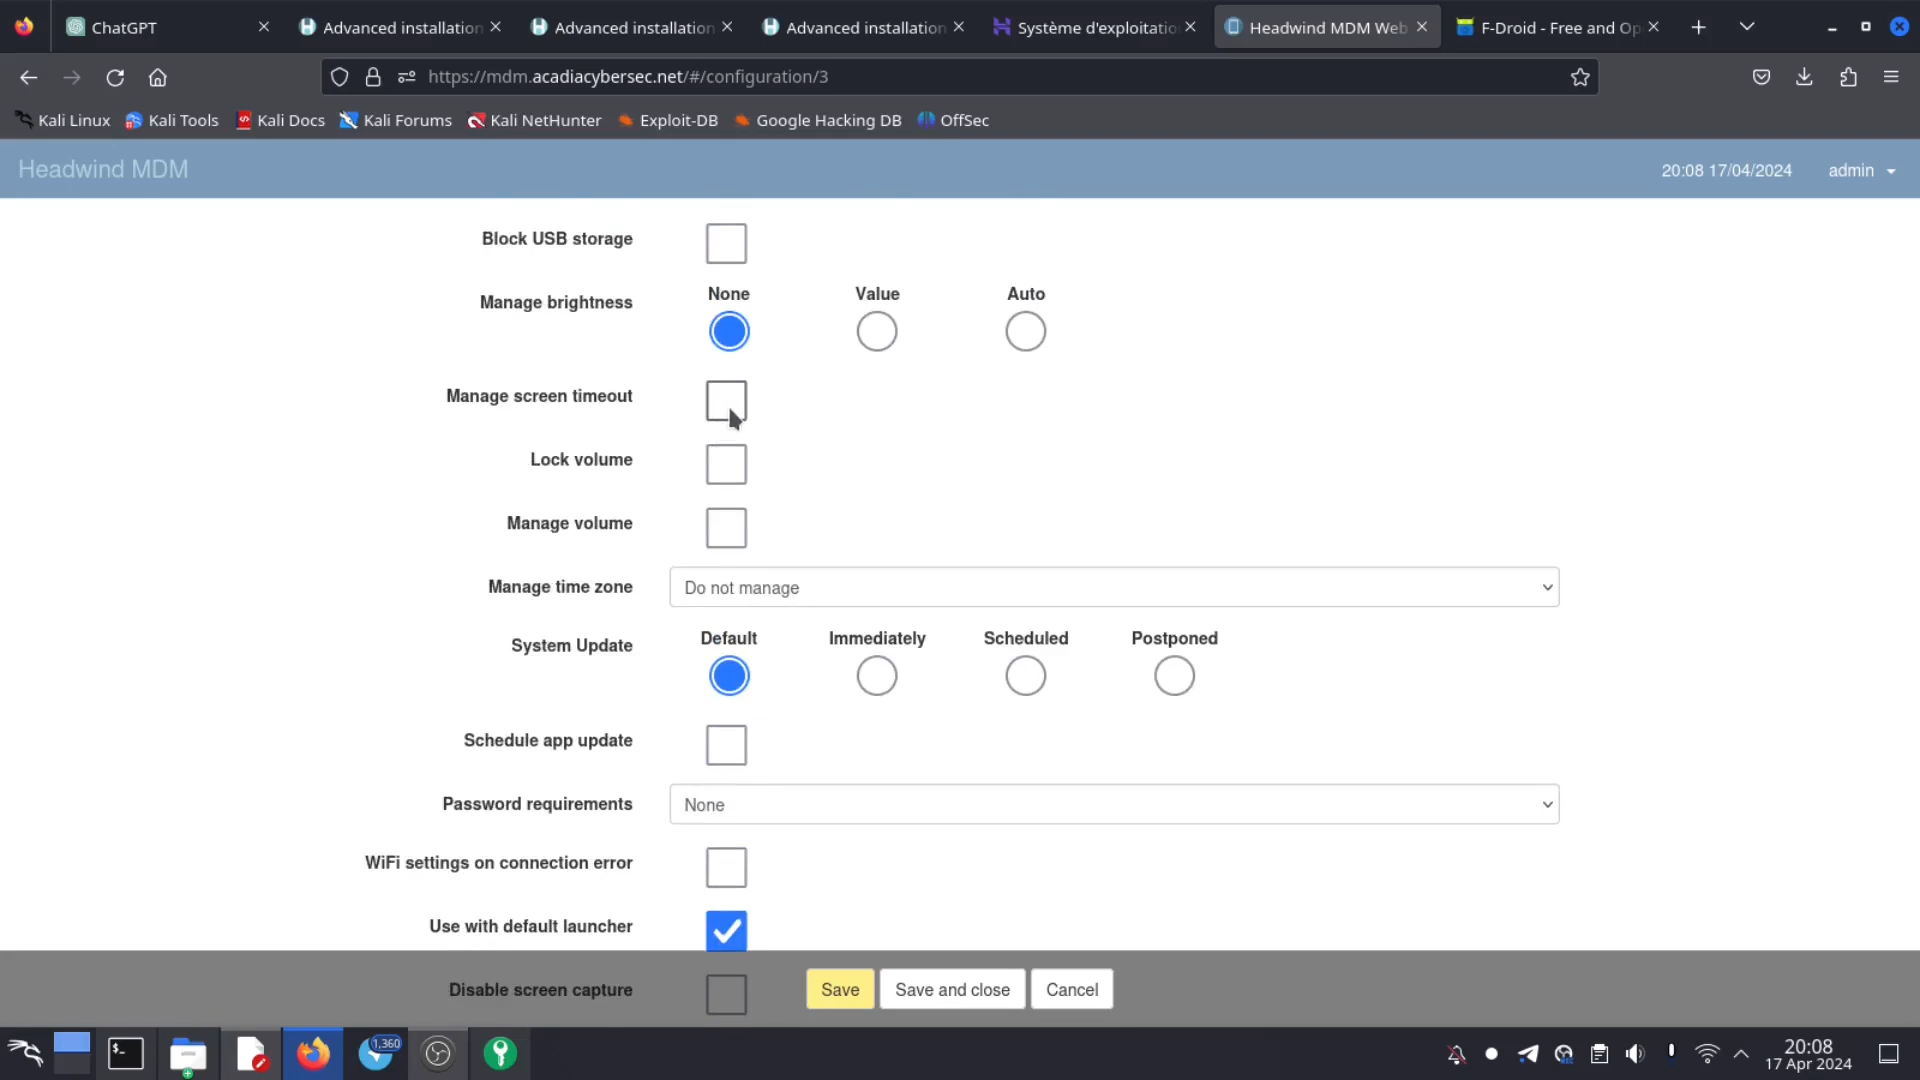 ChatGPT
Advanced installation
Advanced installation
Advanced installation
Système d'exploitatio
Headwind MDM Web
F-Droid - Free and Op
https://mdm.acadiacybersec.net/#/configuration/3
Kali Linux
Kali Tools
Kali Docs
Kali Forums
Kali NetHunter
Exploit-DB
Google Hacking DB
OffSec
Headwind MDM
20:08 17/04/2024
admin
Block USB storage
Manage brightness
None
Value
Auto
Manage screen timeout
Lock volume
Manage volume
Manage time zone
Do not manage
System Update
Default
Immediately
Scheduled
Postponed
Schedule app update
Password requirements
None
WiFi settings on connection error
Use with default launcher
Disable screen capture
Save
Save and close
Cancel
$_
1,360
20:08
17 Apr 2024